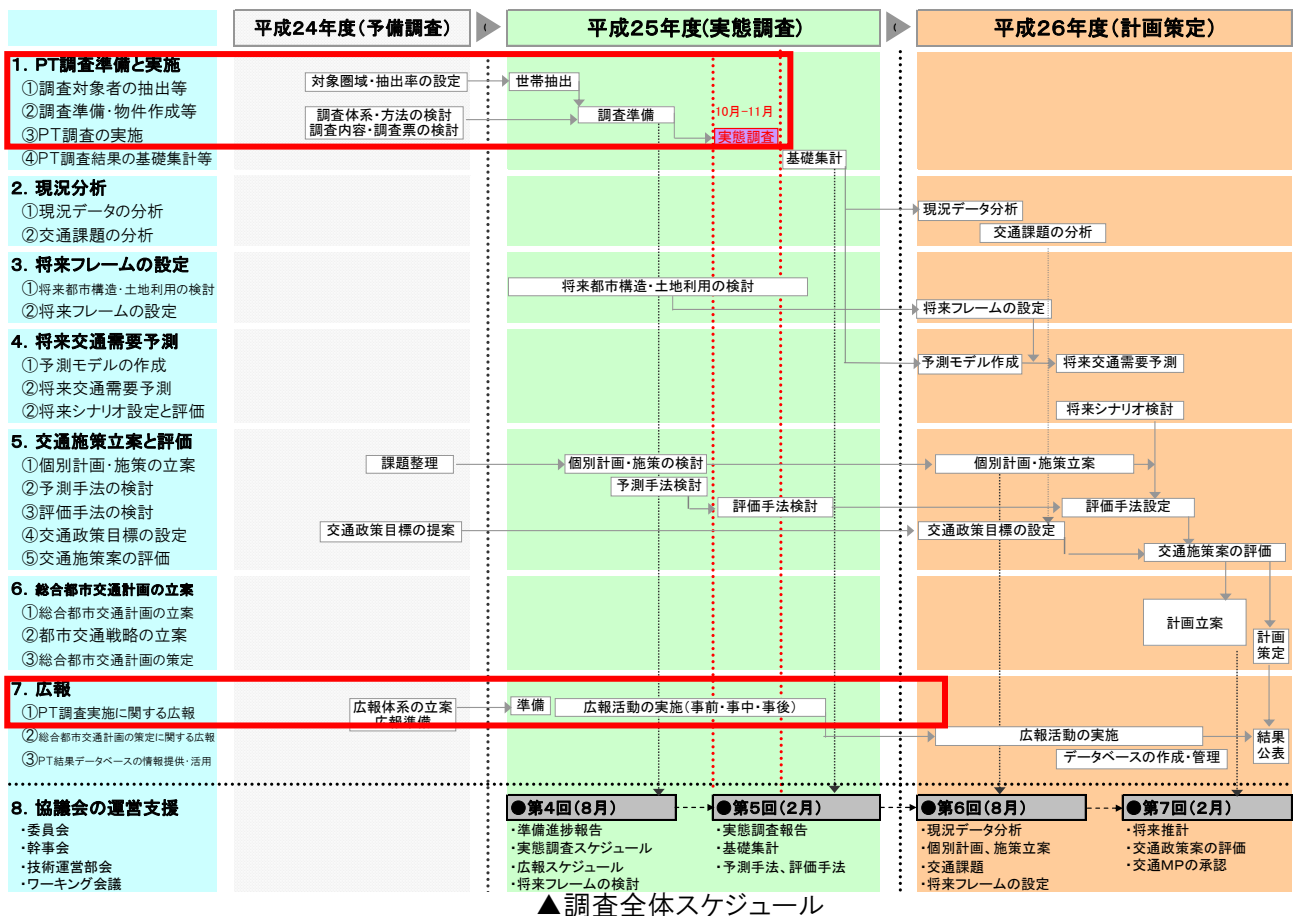 平成24年度(予備調査)
平成25年度(実態調査)
平成26年度(計画策定)
1. PT調査準備と実施
①調査対象者の抽出等
②調査準備・物件作成等
③PT調査の実施
④PT調査結果の基礎集計等
対象圏域・抽出率の設定
世帯抽出
調査体系・方法の検討
調査内容・調査票の検討
調査準備
10月-11月
実態調査
基礎集計
2. 現況分析
①現況データの分析
②交通課題の分析
現況データ分析
交通課題の分析
3. 将来フレームの設定
①将来都市構造・土地利用の検討
②将来フレームの設定
将来都市構造・土地利用の検討
将来フレームの設定
4. 将来交通需要予測
①予測モデルの作成
②将来交通需要予測
②将来シナリオ設定と評価
予測モデル作成
将来交通需要予測
将来シナリオ検討
5. 交通施策立案と評価
①個別計画・施策の立案
②予測手法の検討
③評価手法の検討
④交通政策目標の設定
⑤交通施策案の評価
課題整理
個別計画・施策の検討
個別計画・施策立案
予測手法検討
評価手法検討
評価手法設定
交通政策目標の提案
交通政策目標の設定
交通施策案の評価
6. 総合都市交通計画の立案
①総合都市交通計画の立案
②都市交通戦略の立案
③総合都市交通計画の策定
計画立案
計画
策定
7. 広報
①PT調査実施に関する広報
②総合都市交通計画の策定に関する広報
③PT結果データベースの情報提供・活用
広報体系の立案
広報準備
準備
広報活動の実施(事前・事中・事後)
広報活動の実施
データベースの作成・管理
結果
公表
8. 協議会の運営支援
・委員会
・幹事会
・技術運営部会
・ワーキング会議
●第4回(8月)
・準備進捗報告
・実態調査スケジュール
・広報スケジュール
・将来フレームの検討
●第5回(2月)
・実態調査報告
・基礎集計
・予測手法、評価手法
●第6回(8月)
・現況データ分析
・個別計画、施策立案
・交通課題
・将来フレームの設定
●第7回(2月)
・将来推計
・交通政策案の評価
・交通MPの承認
▲調査全体スケジュール